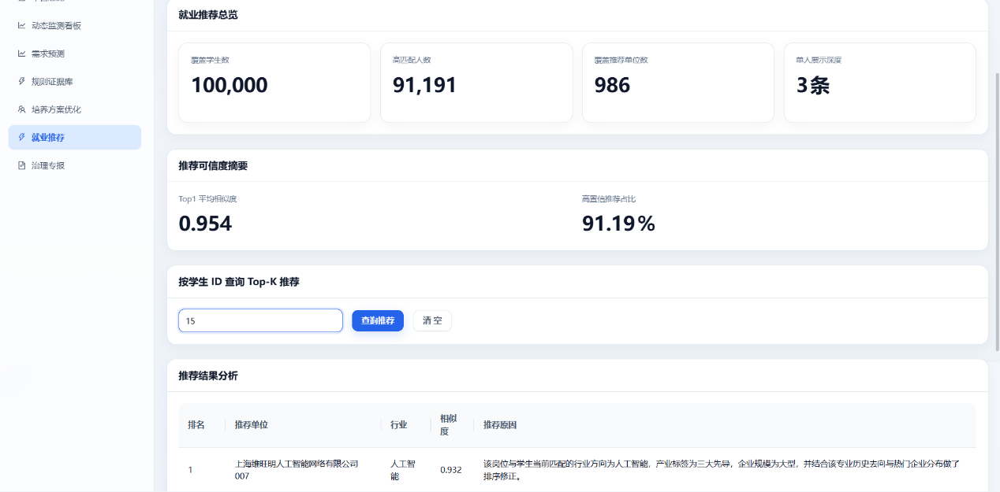 动态监测看板
需求预测
规则证据库
培养方案优化
就业推荐
治理专报
就业推荐总览
覆盖学生数
100,000
高匹配人数
91,191
覆盖推荐单位数
986
单人展示深度
3条
推荐可信度摘要
Top1 平均相似度
0.954
高置信推荐占比
91.19%
按学生 ID 查询 Top-K 推荐
15
查询推荐
清 空
推荐结果分析
排名
推荐单位
行业
相似
度
推荐原因
1
上海维旺明人工智能网络有限公司
007
人工智
能
0.932
该岗位与学生当前匹配的行业方向为人工智能，产业标签为三大先导，企业规模为大型，并结合该专业历史去向与热门企业分布做了
排序修正。